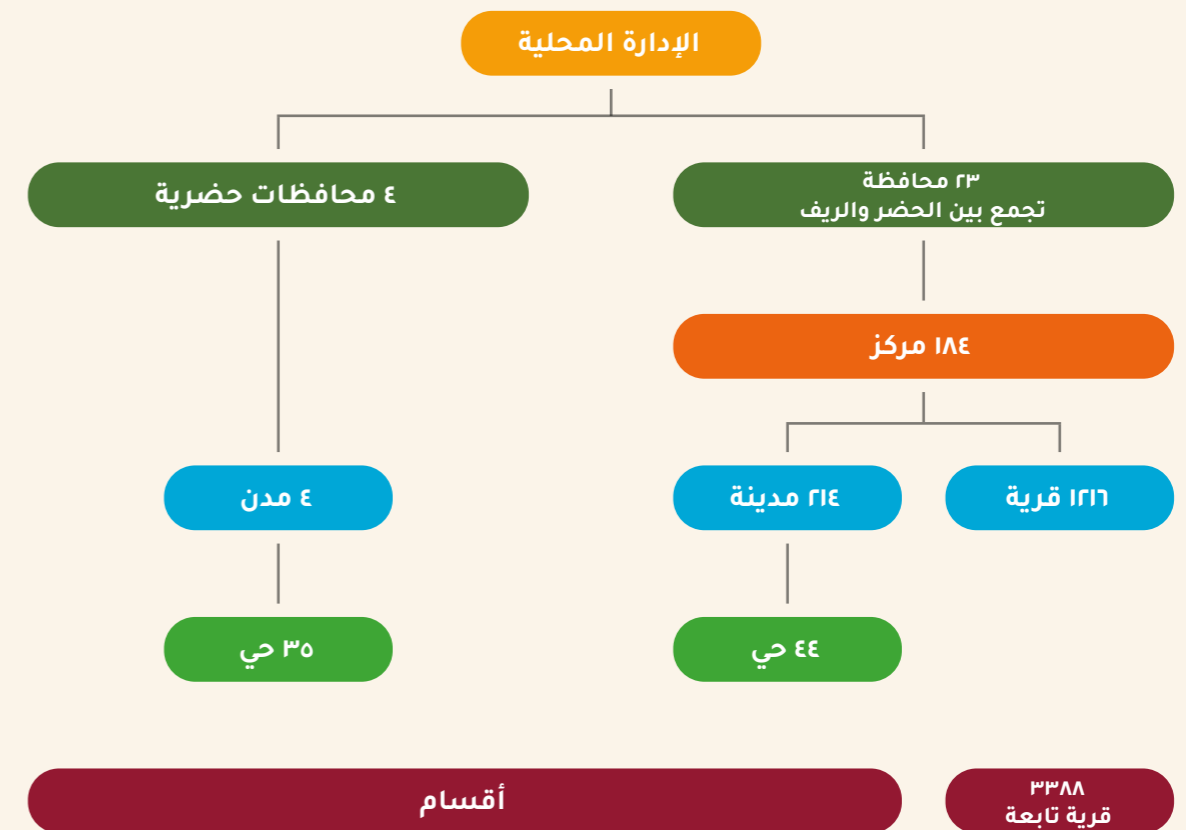 الإدارة المحلية
٢٣ محافظة
تجمع بين الحضر والريف
٤ محافظات حضرية
١٨٤ مركز
١٢١٦ قرية
٢١٤ مدينة
٤ مدن
٤٤ حي
٣٥ حي
٣٣٨٨
قرية تابعة
أقسام